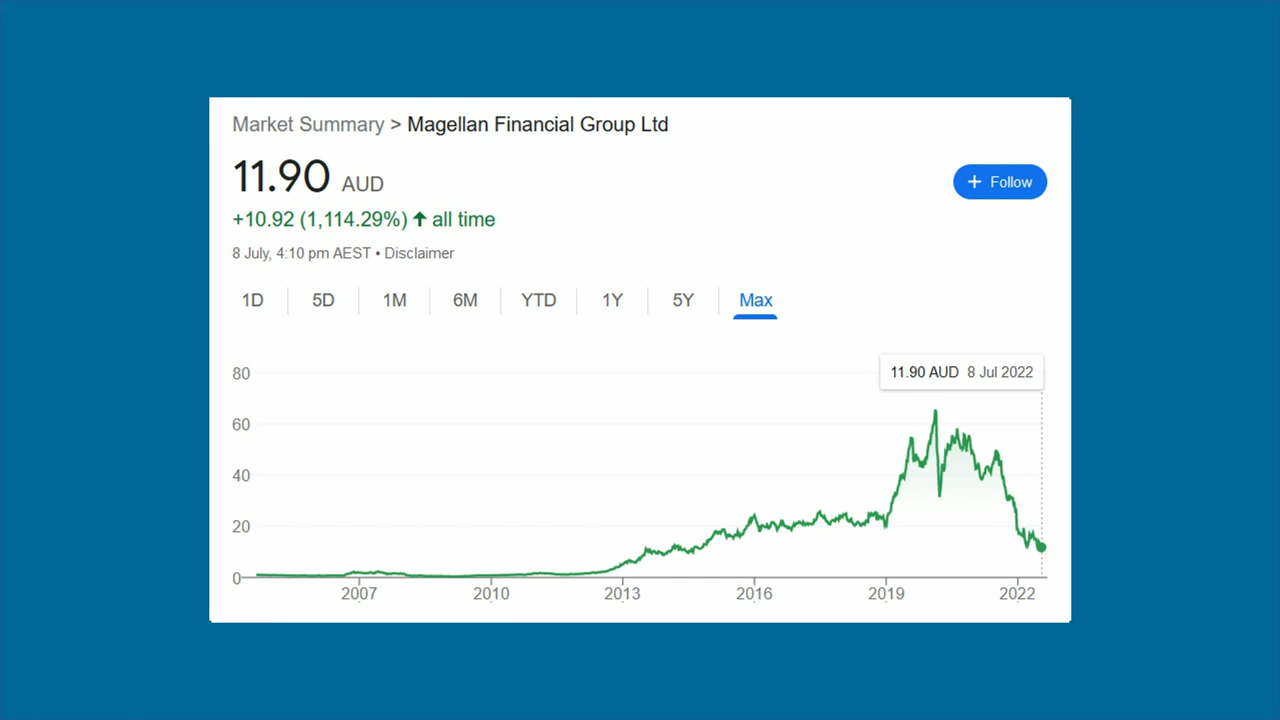 Market Summary > Magellan Financial Group Ltd
11.90 AUD
+ Follow
+10.92 (1,114.29%) ↑ all time
8 July, 4:10 pm AEST • Disclaimer
1D 5D 1M 6M YTD 1Y 5Y Max
11.90 AUD 8 Jul 2022
80
60
40
20
0
2007 2010 2013 2016 2019 2022